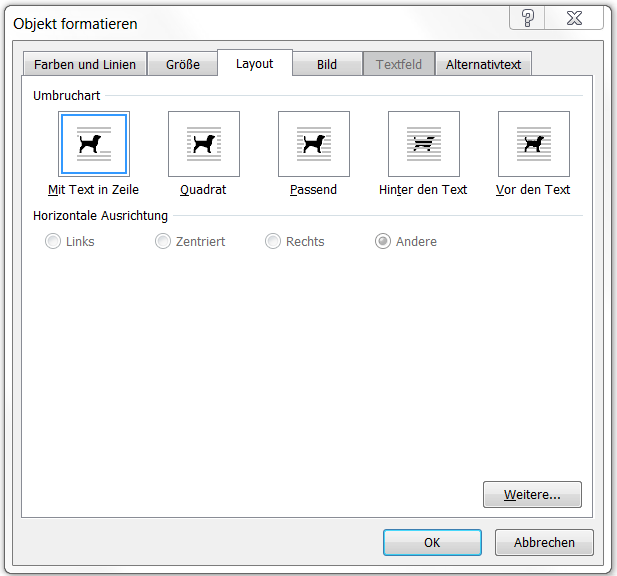 Objekt formatieren
Farben und Linien Größe Layout Bild Textfeld Alternativtext
Umbruchart
Mit Text in Zeile Quadrat Passend Hinter den Text Vor den Text
Horizontale Ausrichtung
Links Zentriert Rechts Andere
Weitere...
OK Abbrechen